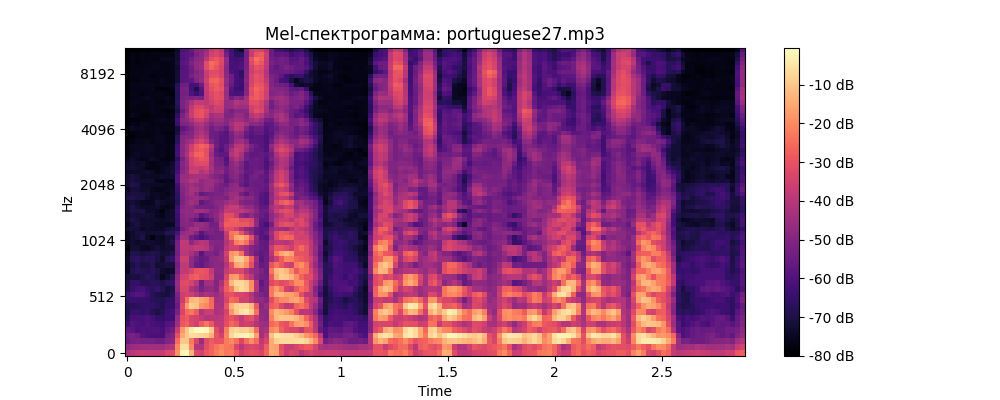 Mel-спектрограмма: portuguese27.mp3
8192
4096
2048
1024
512
0
Hz
0
0.5
1
1.5
2
2.5
Time
-10 dB
-20 dB
-30 dB
-40 dB
-50 dB
-60 dB
-70 dB
-80 dB